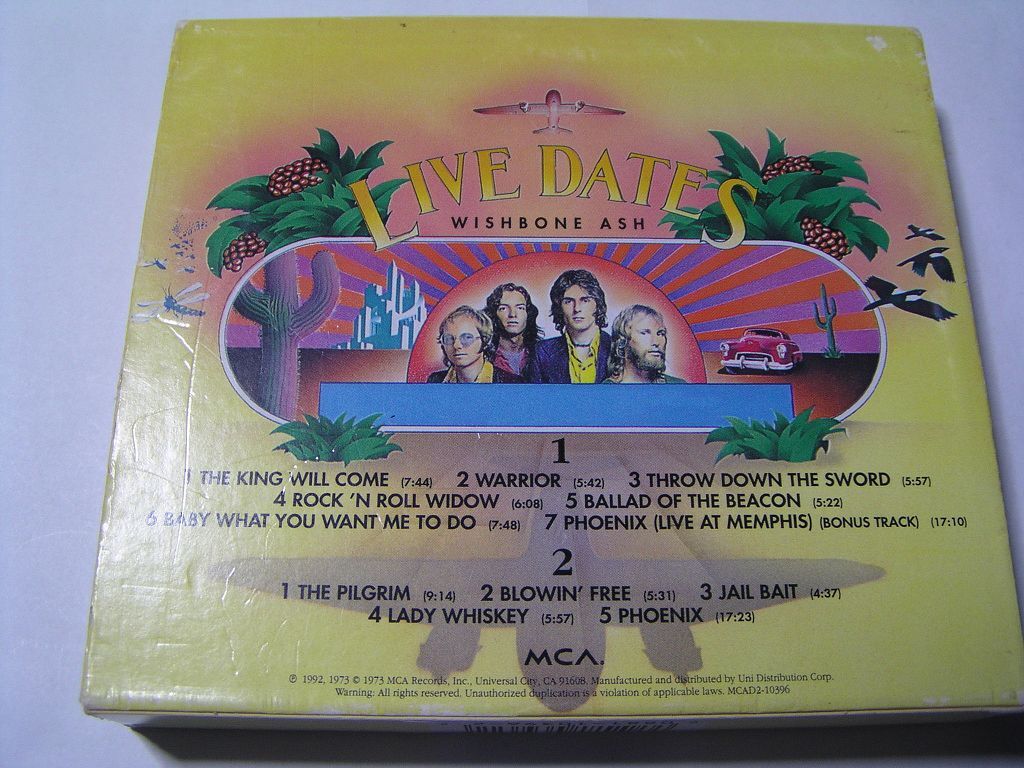 LIVE DATES
WISHBONE ASH
1
1 THE KING WILL COME (7:44) 2 WARRIOR (5:42) 3 THROW DOWN THE SWORD (5:57)
4 ROCK 'N ROLL WIDOW (6:08) 5 BALLAD OF THE BEACON (5:22)
6 BABY WHAT YOU WANT ME TO DO (7:48) 7 PHOENIX (LIVE AT MEMPHIS) (BONUS TRACK) (17:10)
2
1 THE PILGRIM (9:14) 2 BLOWIN' FREE (5:31) 3 JAIL BAIT (4:37)
4 LADY WHISKEY (5:57) 5 PHOENIX (17:23)
MCA.
℗ 1992, 1973 © 1973 MCA Records, Inc., Universal City, CA 91608. Manufactured and distributed by Uni Distribution Corp.
Warning: All rights reserved. Unauthorized duplication is a violation of applicable laws. MCAD2-10396